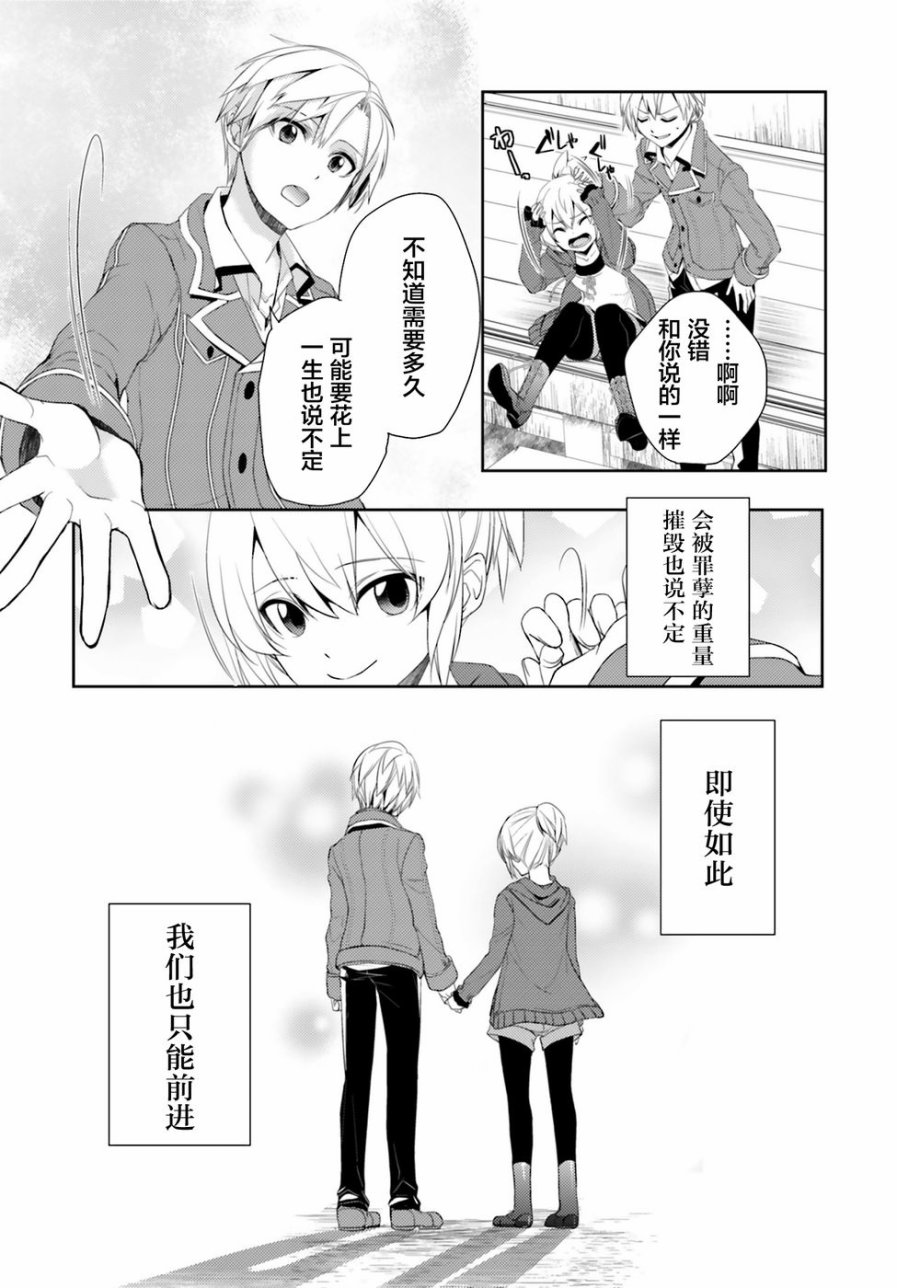 わー。
ぐしゃ
ぐしゃ
……啊啊
没错
和你说的一样
不知道需要多久
可能要花上
一生也说不定
会被罪孽的重量
摧毁也说不定
即使如此
我们也只能前进